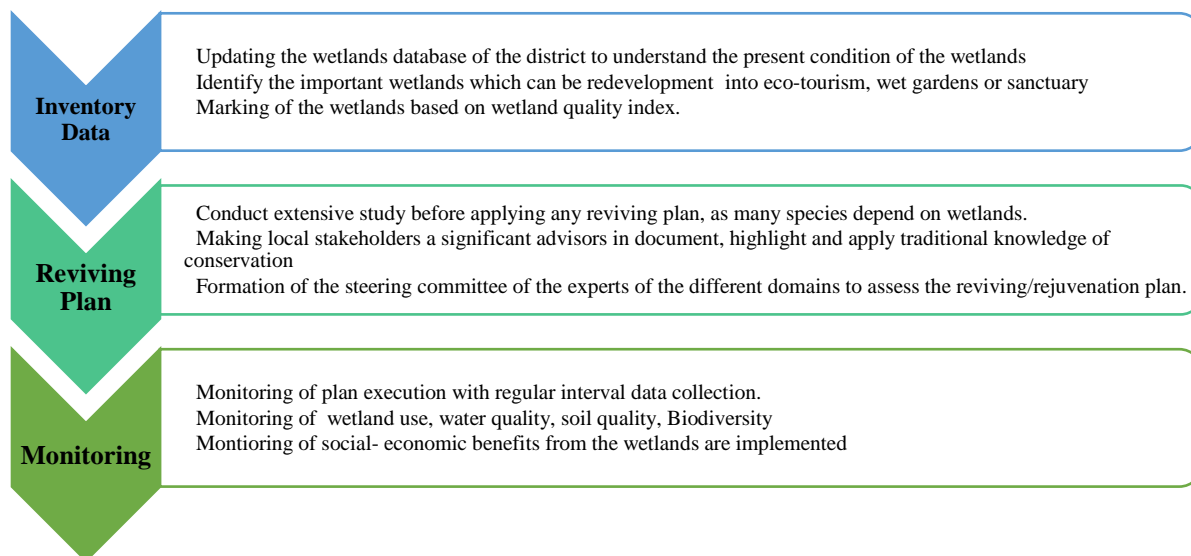 Inventory
Data
Updating the wetlands database of the district to understand the present condition of the wetlands
Identify the important wetlands which can be redevelopment into eco-tourism, wet gardens or sanctuary
Marking of the wetlands based on wetland quality index.
Reviving
Plan
Conduct extensive study before applying any reviving plan, as many species depend on wetlands.
Making local stakeholders a significant advisors in document, highlight and apply traditional knowledge of
conservation
Formation of the steering committee of the experts of the different domains to assess the reviving/rejuvenation plan.
Monitoring
Monitoring of plan execution with regular interval data collection.
Monitoring of wetland use, water quality, soil quality, Biodiversity
Montioring of social- economic benefits from the wetlands are implemented